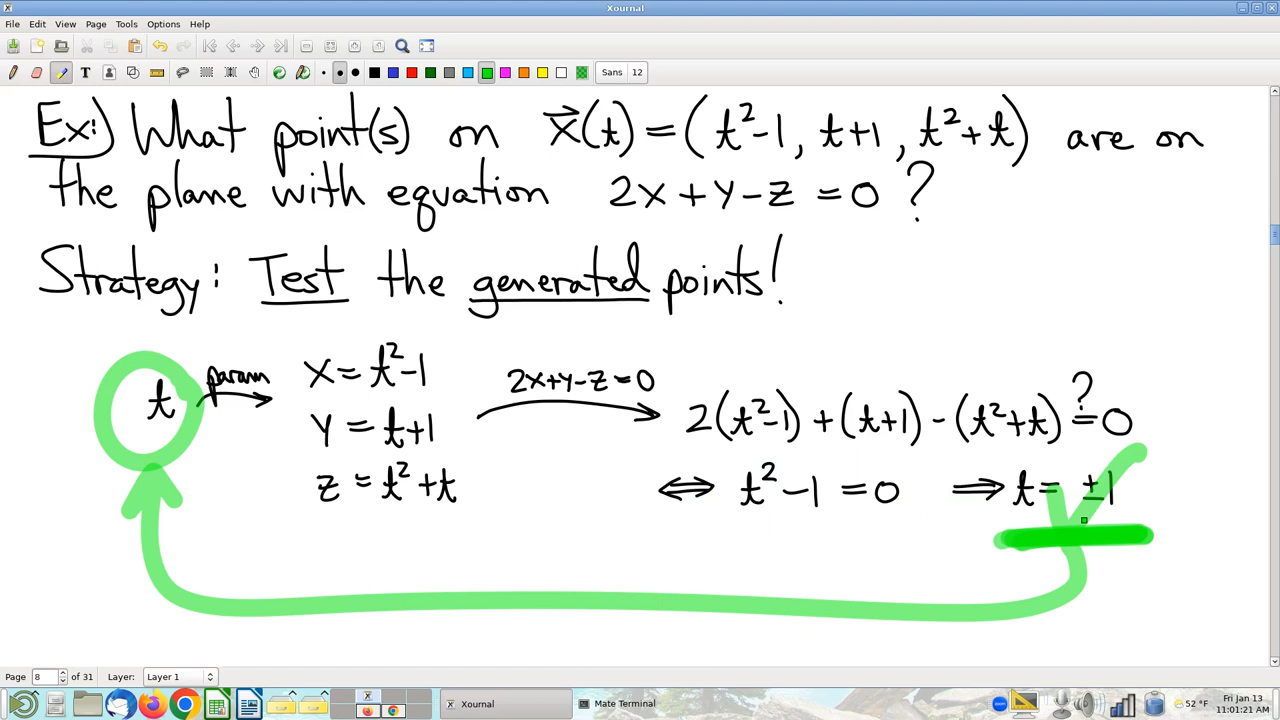 Xournal
File Edit View Page Tools Options Help
Sans 12
Ex:) What point(s) on x⃗(t) = (t²-1, t+1, t²+t) are on
the plane with equation 2x+y-z = 0 ?
Strategy: Test the generated points!
t param x = t²-1 2x+y-z=0 2(t²-1) + (t+1) - (t²+t) ?= 0
y = t+1
z = t²+t ⟺ t²-1 = 0 ⟹ t = ±1
Page 8 of 31 Layer: Layer 1
Xournal Mate Terminal 52 °F Fri Jan 13
11:01:21 AM